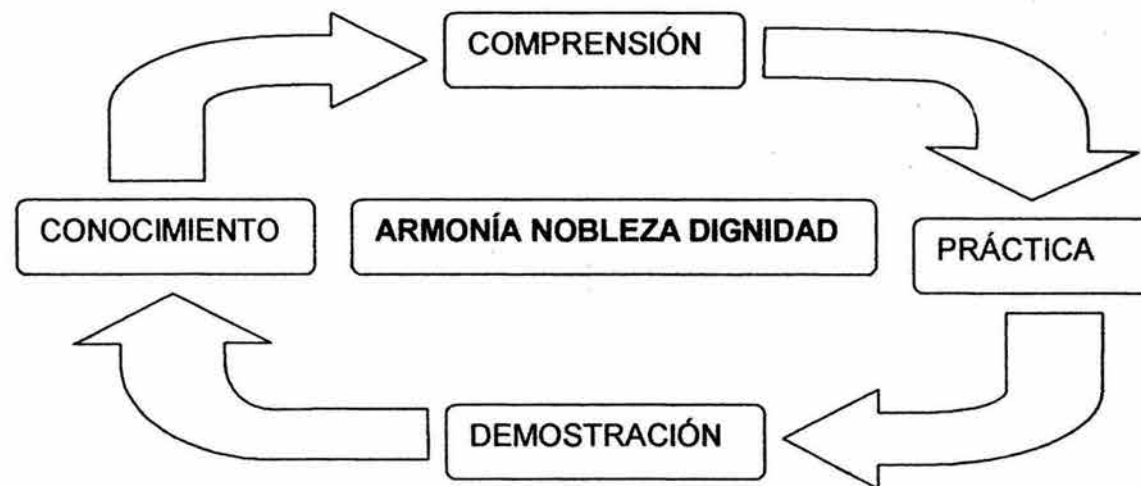 COMPRENSIÓN
CONOCIMIENTO
ARMONÍA NOBLEZA DIGNIDAD
PRÁCTICA
DEMOSTRACIÓN